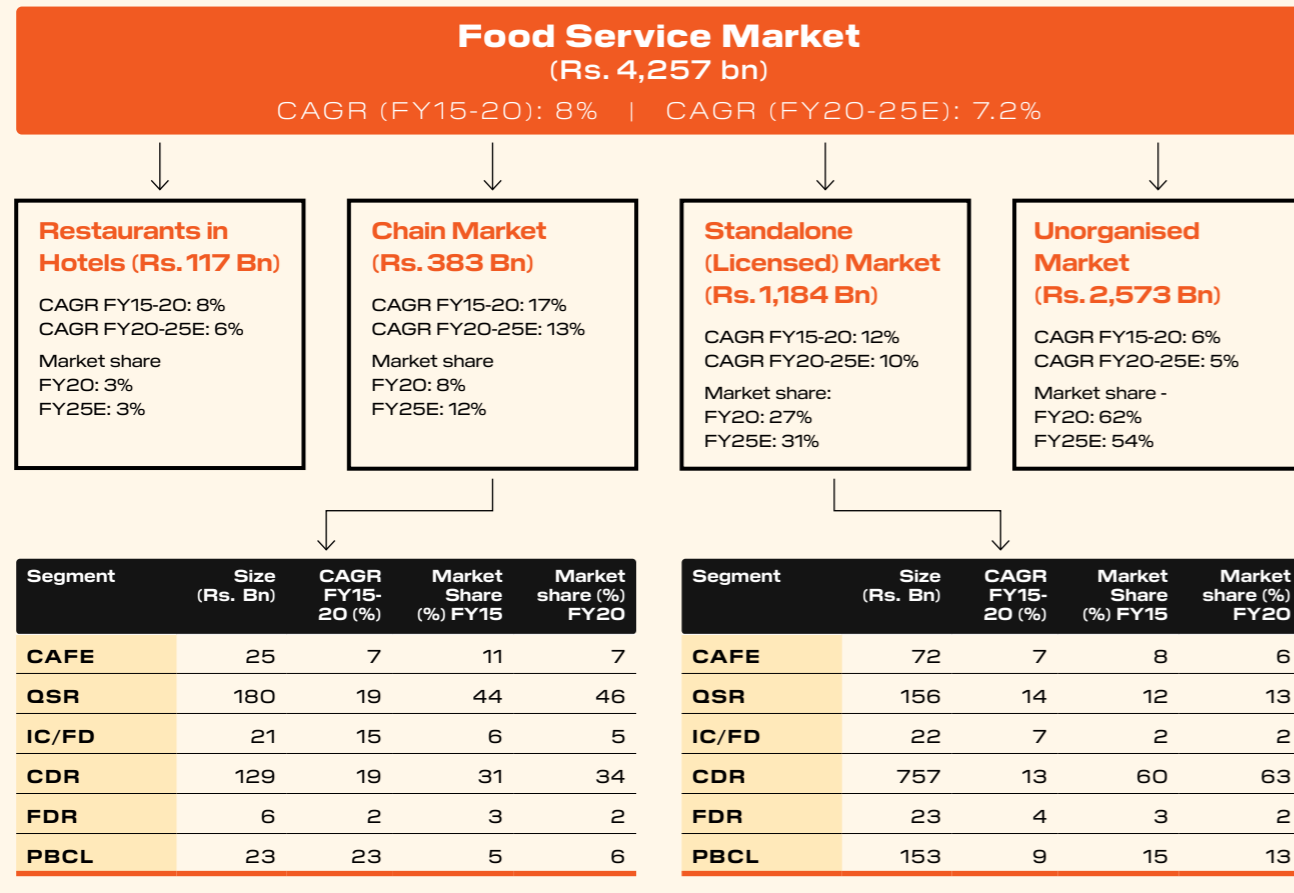 Food Service Market
(Rs. 4,257 bn)
CAGR (FY15-20): 8% | CAGR (FY20-25E): 7.2%
Restaurants in
Hotels (Rs. 117 Bn)
CAGR FY15-20: 8%
CAGR FY20-25E: 6%
Market share
FY20: 3%
FY25E: 3%
Chain Market
(Rs. 383 Bn)
CAGR FY15-20: 17%
CAGR FY20-25E: 13%
Market share
FY20: 8%
FY25E: 12%
Standalone
(Licensed) Market
(Rs. 1,184 Bn)
CAGR FY15-20: 12%
CAGR FY20-25E: 10%
Market share:
FY20: 27%
FY25E: 31%
Unorganised
Market
(Rs. 2,573 Bn)
CAGR FY15-20: 6%
CAGR FY20-25E: 5%
Market share -
FY20: 62%
FY25E: 54%
Segment Size CAGR Market Market
(Rs. Bn) FY15- Share share (%)
20 (%) (%) FY15 FY20
CAFE 25 7 11 7
QSR 180 19 44 46
IC/FD 21 15 6 5
CDR 129 19 31 34
FDR 6 2 3 2
PBCL 23 23 5 6
Segment Size CAGR Market Market
(Rs. Bn) FY15- Share share (%)
20 (%) (%) FY15 FY20
CAFE 72 7 8 6
QSR 156 14 12 13
IC/FD 22 7 2 2
CDR 757 13 60 63
FDR 23 4 3 2
PBCL 153 9 15 13